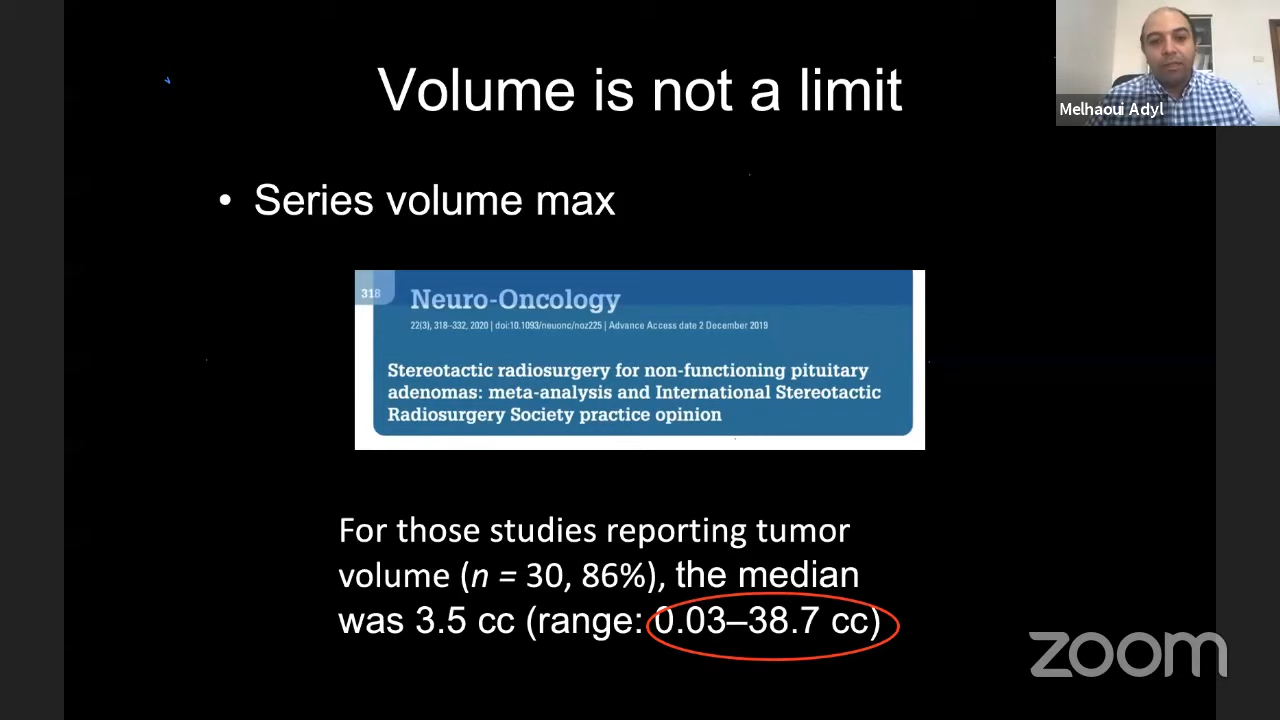 Volume is not a limit
Melhaoui Adyl
• Series volume max
318
Neuro-Oncology
22(3), 318–332, 2020 | doi:10.1093/neuonc/noz225 | Advance Access date 2 December 2019
Stereotactic radiosurgery for non-functioning pituitary
adenomas: meta-analysis and International Stereotactic
Radiosurgery Society practice opinion
For those studies reporting tumor
volume (n = 30, 86%), the median
was 3.5 cc (range: 0.03–38.7 cc)
zoom